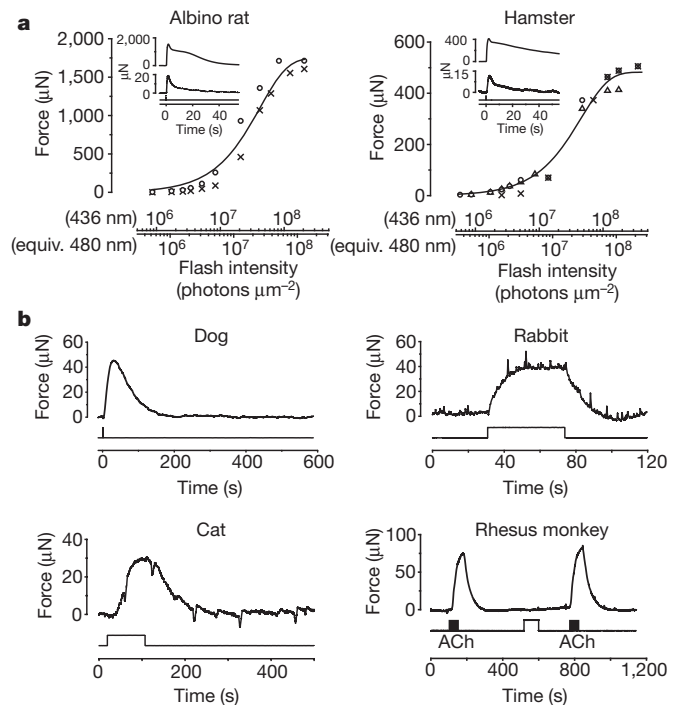 a
Albino rat
Hamster
Force (μN)
2,000
1,500
1,000
500
0
μN
2,000
0
20
0
0 20 40
Time (s)
Force (μN)
600
400
200
0
μN
400
0
15
0
0 20 40
Time (s)
(436 nm) 10⁶ 10⁷ 10⁸ (436 nm) 10⁶ 10⁷ 10⁸
(equiv. 480 nm) 10⁶ 10⁷ 10⁸ (equiv. 480 nm) 10⁶ 10⁷ 10⁸
Flash intensity
(photons μm⁻²)
Flash intensity
(photons μm⁻²)
b
Dog
Force (μN)
60
40
20
0
0 200 400 600
Time (s)
Rabbit
Force (μN)
60
40
20
0
0 40 80 120
Time (s)
Cat
Force (μN)
40
20
0
0 200 400
Time (s)
Rhesus monkey
Force (μN)
100
50
0
ACh ACh
0 400 800 1,200
Time (s)